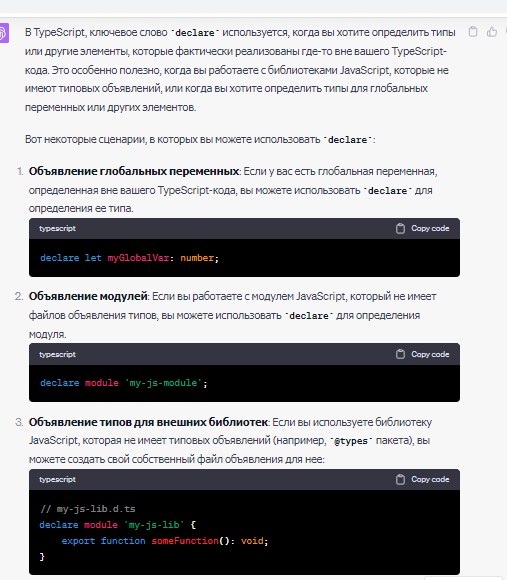 В TypeScript, ключевое слово `declare` используется, когда вы хотите определить типы
или другие элементы, которые фактически реализованы где-то вне вашего TypeScript-
кода. Это особенно полезно, когда вы работаете с библиотеками JavaScript, которые не
имеют типовых объявлений, или когда вы хотите определить типы для глобальных
переменных или других элементов.
Вот некоторые сценарии, в которых вы можете использовать `declare`:
1. Объявление глобальных переменных: Если у вас есть глобальная переменная,
определенная вне вашего TypeScript-кода, вы можете использовать `declare` для
определения ее типа.
typescript Copy code
declare let myGlobalVar: number;
2. Объявление модулей: Если вы работаете с модулем JavaScript, который не имеет
файлов объявления типов, вы можете использовать `declare` для определения
модуля.
typescript Copy code
declare module 'my-js-module';
3. Объявление типов для внешних библиотек: Если вы используете библиотеку
JavaScript, которая не имеет типовых объявлений (например, `@types` пакета), вы
можете создать свой собственный файл объявления для нее:
typescript Copy code
// my-js-lib.d.ts
declare module 'my-js-lib' {
export function someFunction(): void;
}